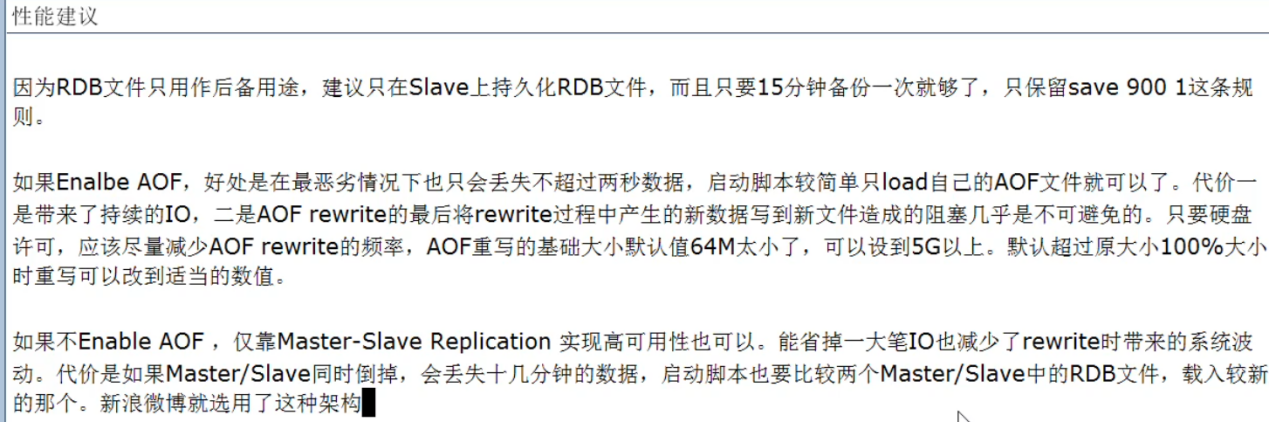 性能建议
因为RDB文件只用作后备用途，建议只在Slave上持久化RDB文件，而且只要15分钟备份一次就够了，只保留save 900 1这条规
则。
如果Enalbe AOF，好处是在最恶劣情况下也只会丢失不超过两秒数据，启动脚本较简单只load自己的AOF文件就可以了。代价一
是带来了持续的IO，二是AOF rewrite的最后将rewrite过程中产生的新数据写到新文件造成的阻塞几乎是不可避免的。只要硬盘
许可，应该尽量减少AOF rewrite的频率，AOF重写的基础大小默认值64M太小了，可以设到5G以上。默认超过原大小100%大小
时重写可以改到适当的数值。
如果不Enable AOF ，仅靠Master-Slave Replication 实现高可用性也可以。能省掉一大笔IO也减少了rewrite时带来的系统波
动。代价是如果Master/Slave同时倒掉，会丢失十几分钟的数据，启动脚本也要比较两个Master/Slave中的RDB文件，载入较新
的那个。新浪微博就选用了这种架构